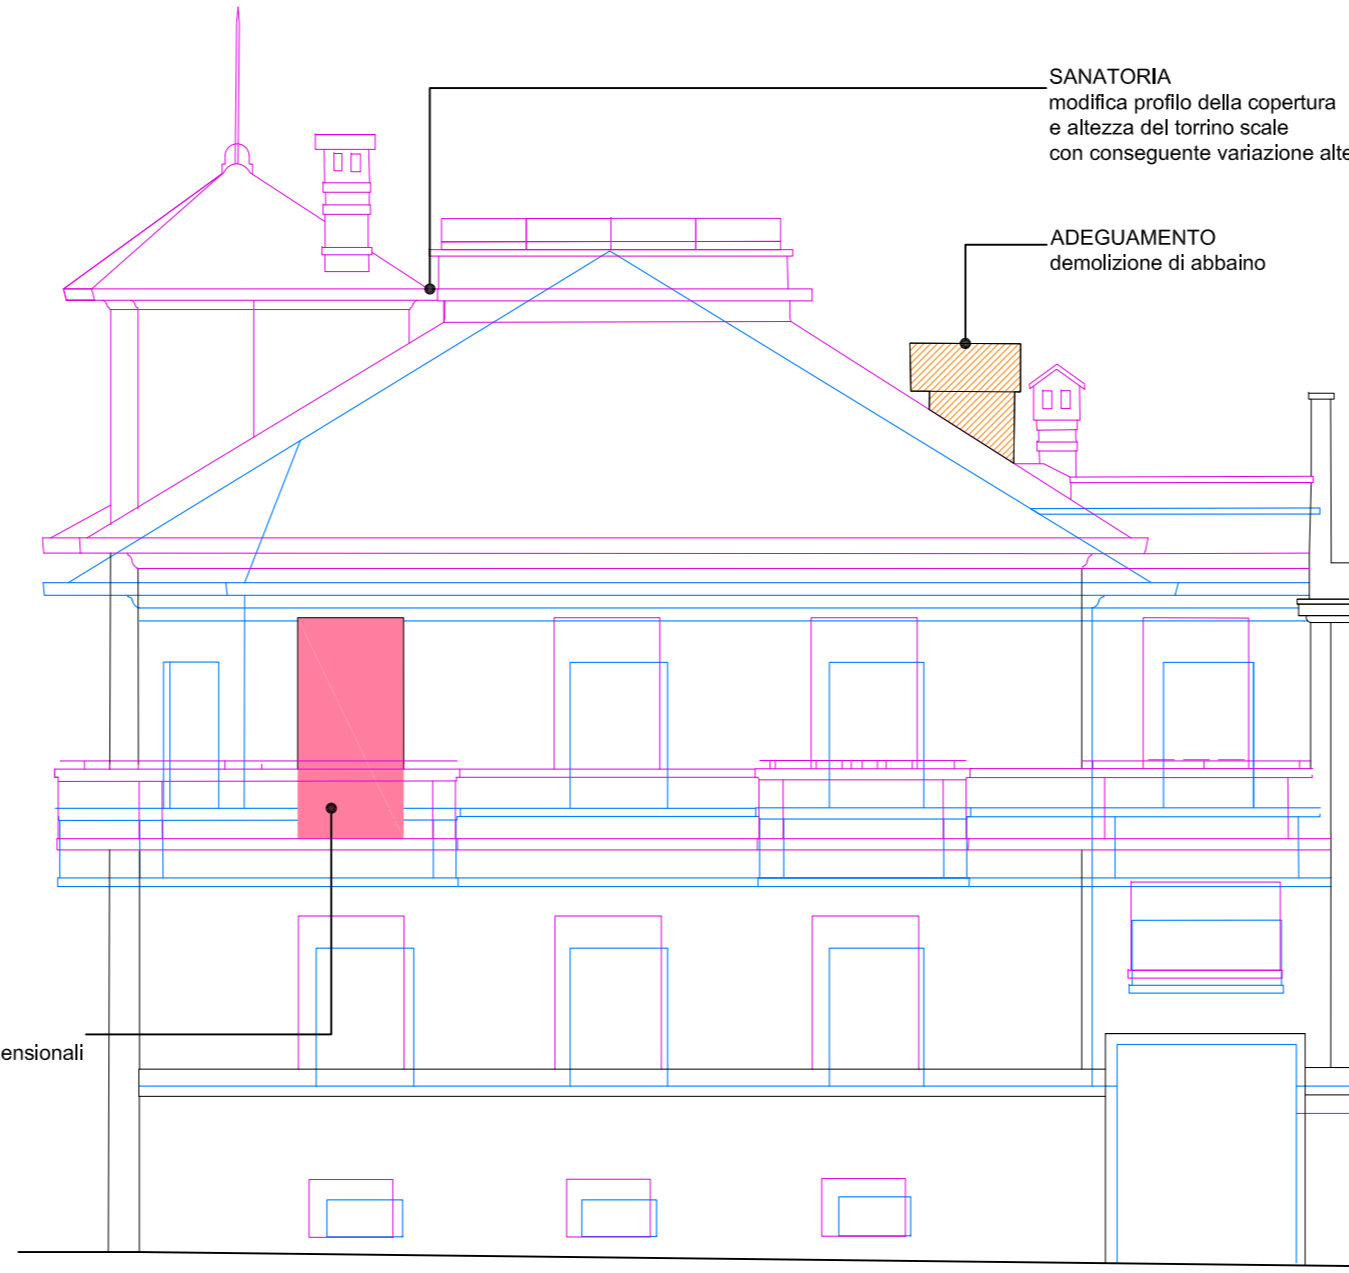 SANATORIA
modifica profilo della copertura
e altezza del torrino scale
con conseguente variazione alte
ADEGUAMENTO
demolizione di abbaino
ensionali